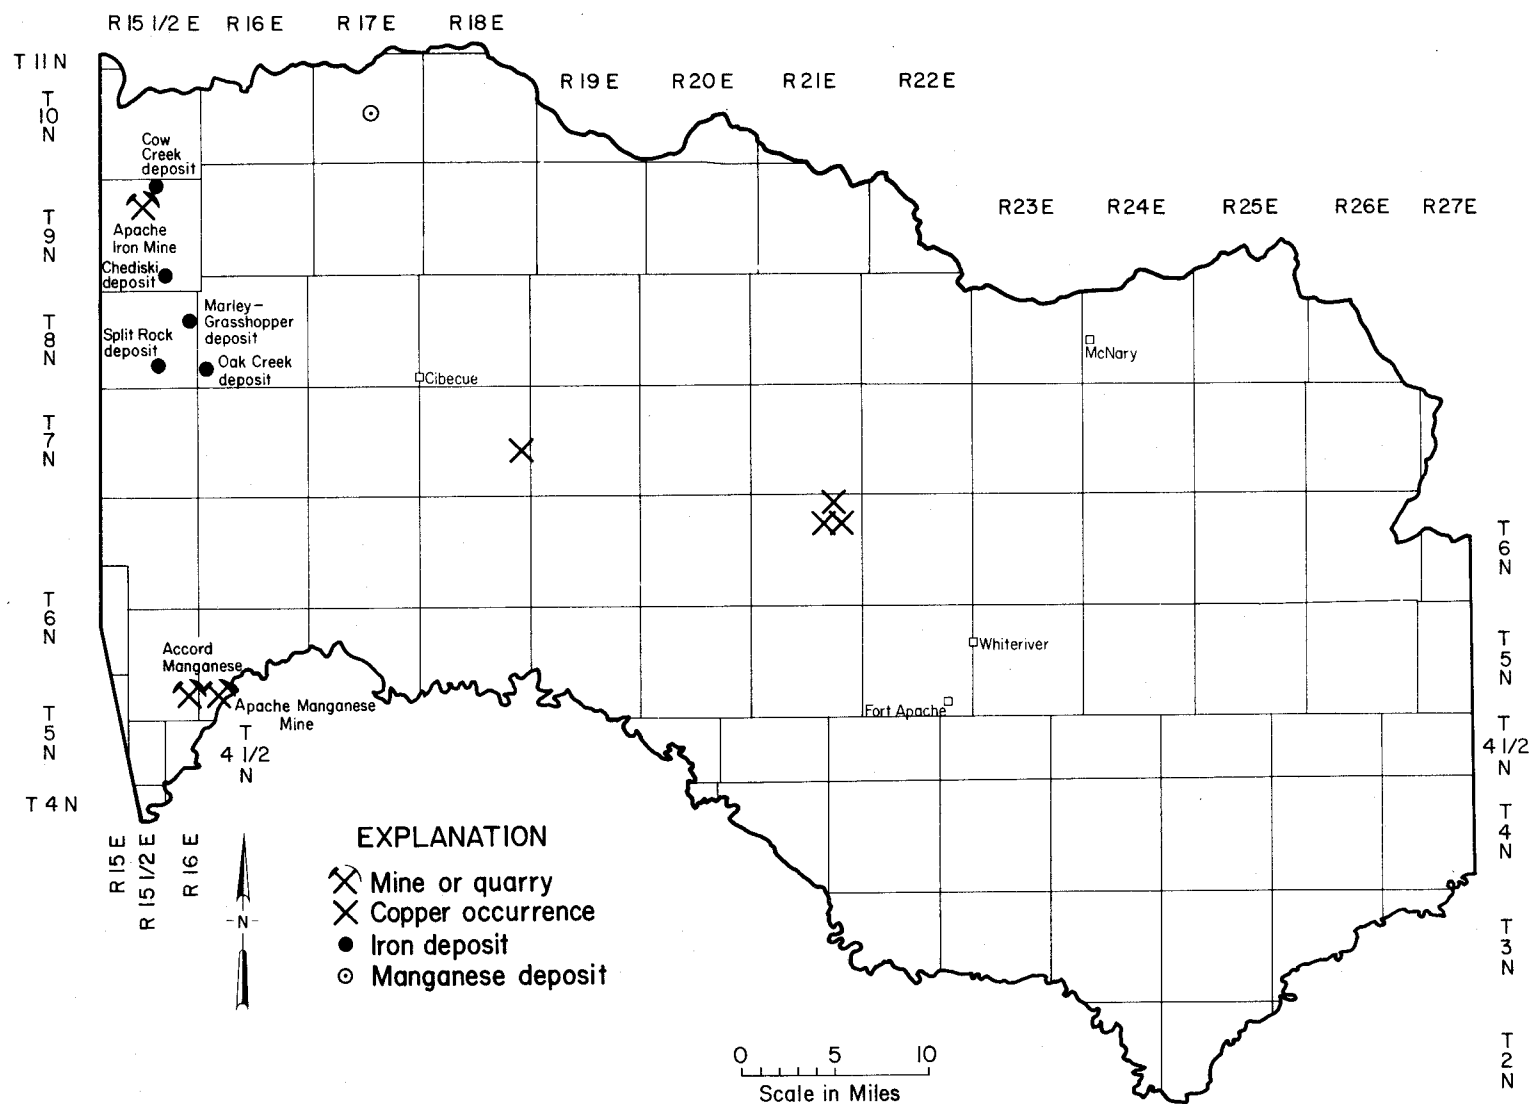 R 15 1/2 E R 16 E R 17 E R 18 E
T 11 N
R 19 E R 20 E R 21 E R 22 E
T
10
N
Cow
Creek
deposit
R 23 E R 24 E R 25 E R 26 E R 27 E
T
9
N
Apache
Iron Mine
Chediski
deposit
Marley-
Grasshopper
deposit
T
8
N
Split Rock
deposit
Oak Creek
deposit
Cibecue
McNary
T
7
N
T
6
N
T
6
N
Accord
Manganese
Whiteriver
T
5
N
Apache Manganese
Mine
Fort Apache
T
5
N
T
4 1/2
N
T
4 1/2
N
T 4 N
T
4
N
R 15 E
R 15 1/2 E
R 16 E
N
EXPLANATION
Mine or quarry
Copper occurrence
Iron deposit
Manganese deposit
T
3
N
T
2
N
0 5 10
Scale in Miles